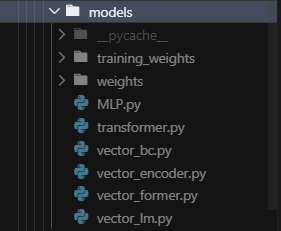 models
__pycache__
training_weights
weights
MLP.py
transformer.py
vector_bc.py
vector_encoder.py
vector_former.py
vector_lm.py